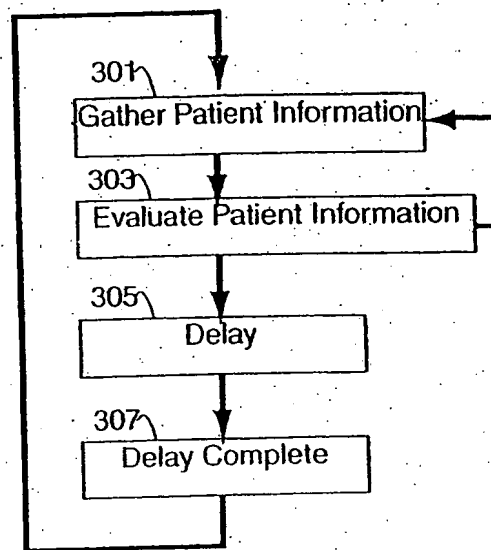 301
Gather Patient Information
303
Evaluate Patient Information
305
Delay
307
Delay Complete